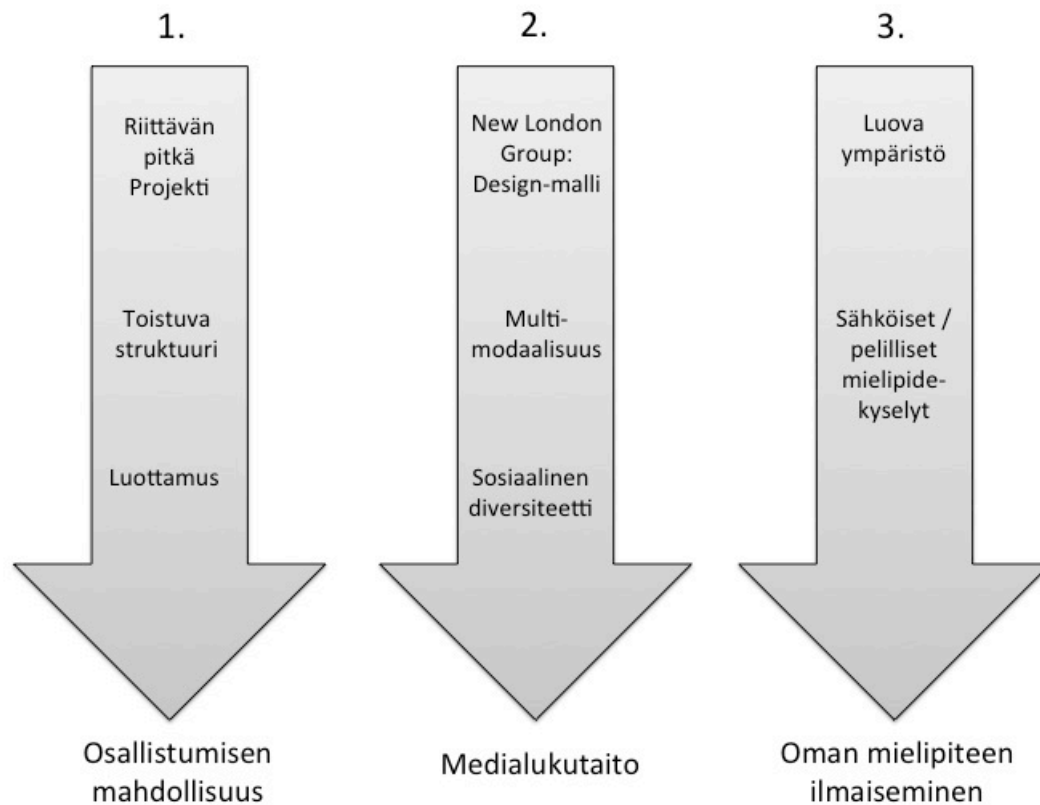 1.
Riittävän
pitkä
Projekti
Toistuva
struktuuri
Luottamus
Osallistumisen
mahdollisuus
2.
New London
Group:
Design-malli
Multi-
modaalisuus
Sosiaalinen
diversiteetti
Medialukutaito
3.
Luova
ympäristö
Sähköiset /
pelilliset
mielipide-
kyselyt
Oman mielipiteen
ilmaiseminen